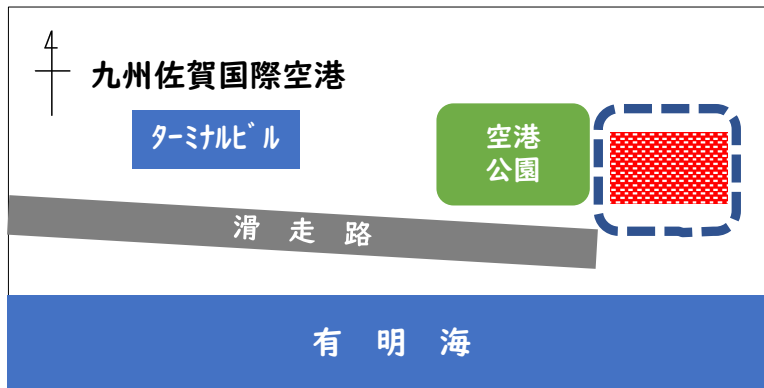 九州佐賀国際空港
ﾀｰﾐﾅﾙﾋﾞﾙ
空港
公園
滑走路
有明海